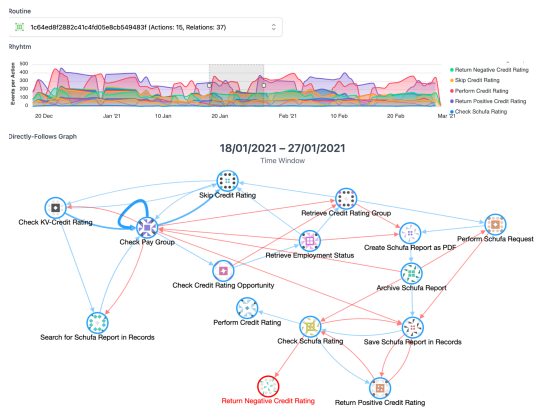 Routine
1c64ed8f2882c41c4fd05e8cb549483f (Actions: 15, Relations: 37)
Rhyhtm
Events per Action
500
400
300
200
100
0
20 Dec
Jan '21
10 Jan
20 Jan
Feb '21
10 Feb
20 Feb
Mar '21
Return Negative Credit Rating
Skip Credit Rating
Perform Credit Rating
Return Positive Credit Rating
Check Schufa Rating
Directly-Follows Graph
18/01/2021 – 27/01/2021
Time Window
Skip Credit Rating
Check KV-Credit Rating
Retrieve Credit Rating Group
Check Pay Group
Perform Schufa Request
Create Schufa Report as PDF
Retrieve Employment Status
Check Credit Rating Opportunity
Archive Schufa Report
Perform Credit Rating
Search for Schufa Report in Records
Check Schufa Rating
Save Schufa Report in Records
Return Negative Credit Rating
Return Positive Credit Rating